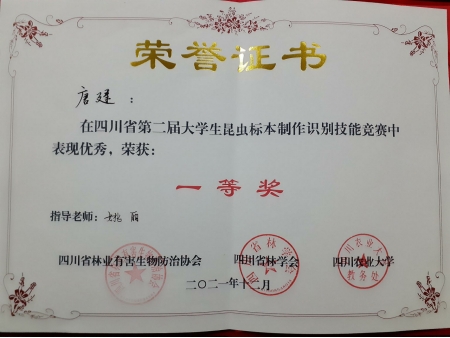 荣誉证书
唐建：
在四川省第二届大学生昆虫标本制作识别技能竞赛中
表现优秀，荣获：
一等奖
指导老师：丽
四川省林业有害生物防治协会 四川省林学会 四川农业大学
教务处
二〇二一年十二月